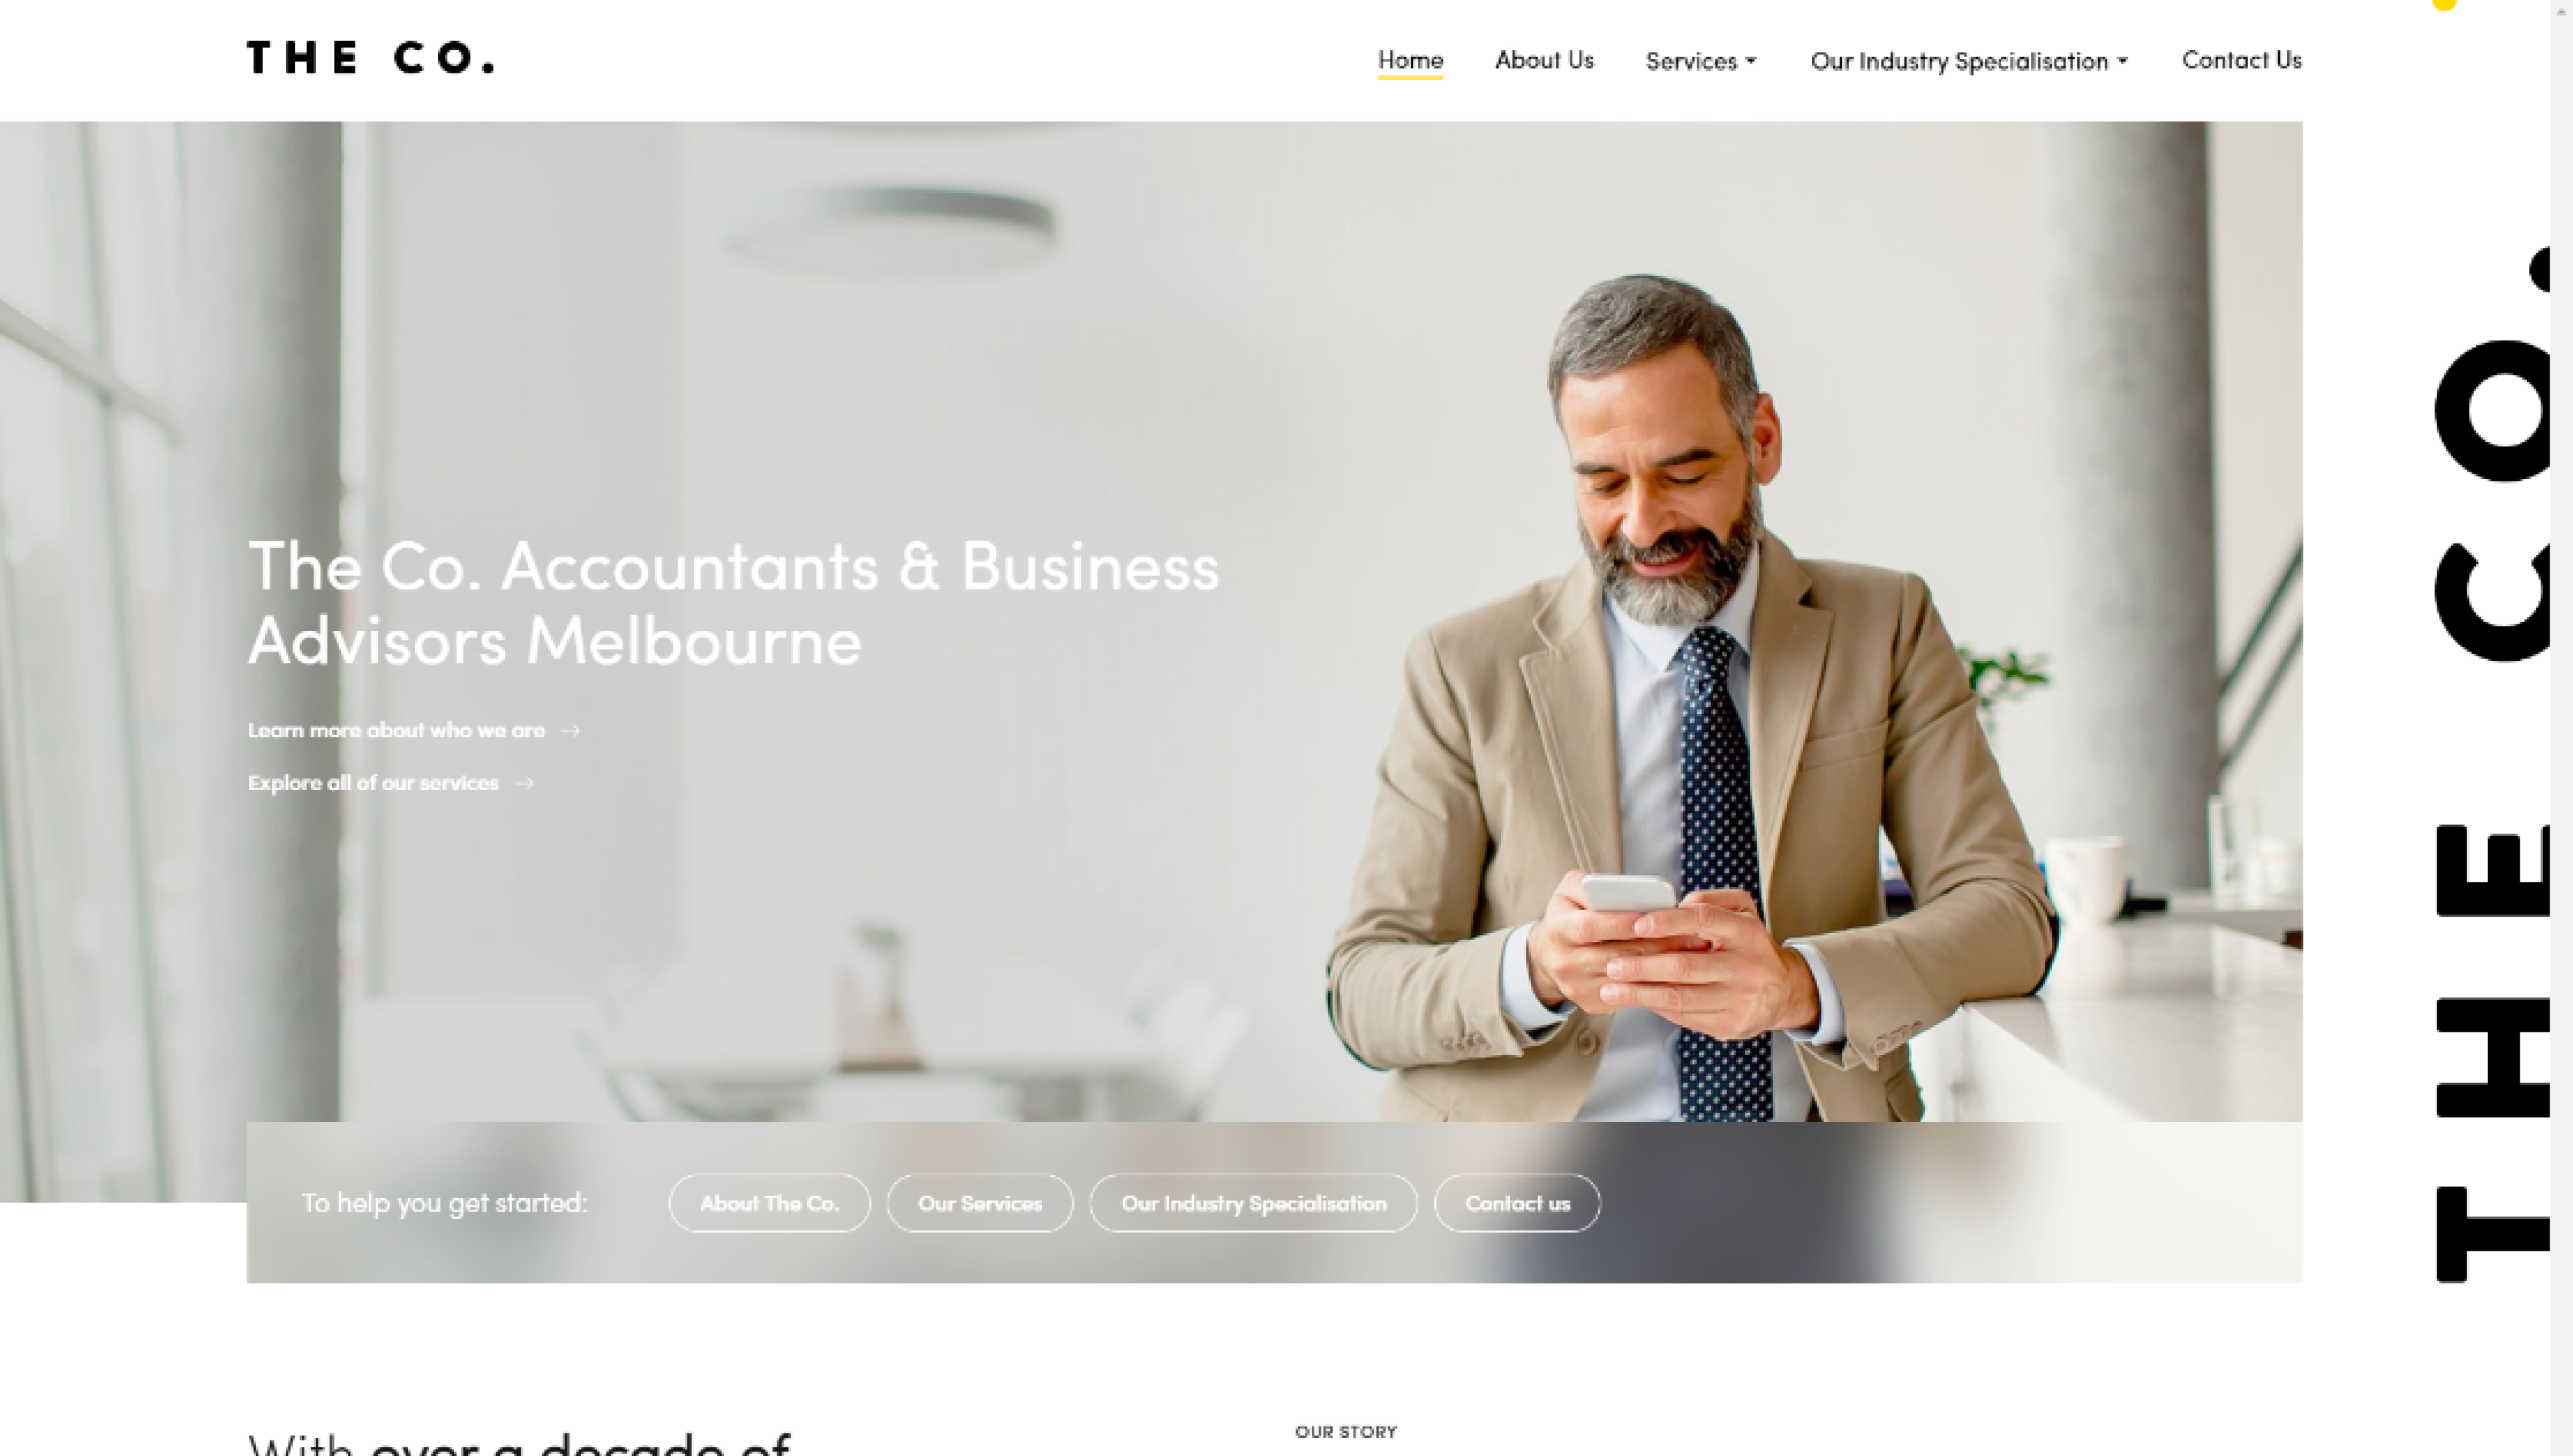 THE CO.
Home About Us Services Our Industry Specialisation Contact Us
The Co. Accountants & Business
Advisors Melbourne
Learn more about who we are
Explore all of our services
To help you get started: About The Co. Our Services Our Industry Specialisation Contact us
THE CO.
With over a decade of
OUR STORY